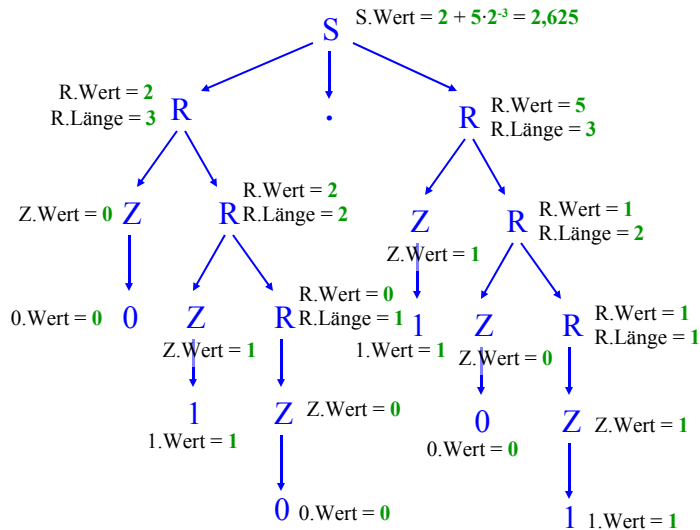 S.Wert = 2 + 5·2⁻³ = 2,625
S
R.Wert = 2
R.Länge = 3
R
.
R
R.Wert = 5
R.Länge = 3
Z.Wert = 0
Z
R
R.Wert = 2
R.Länge = 2
Z
Z.Wert = 1
R
R.Wert = 1
R.Länge = 2
0.Wert = 0
0
Z
Z.Wert = 1
R
R.Wert = 0
R.Länge = 1
1
1.Wert = 1
Z
Z.Wert = 0
R
R.Wert = 1
R.Länge = 1
1
1.Wert = 1
Z
Z.Wert = 0
0
0.Wert = 0
Z
Z.Wert = 1
0
0.Wert = 0
1
1.Wert = 1